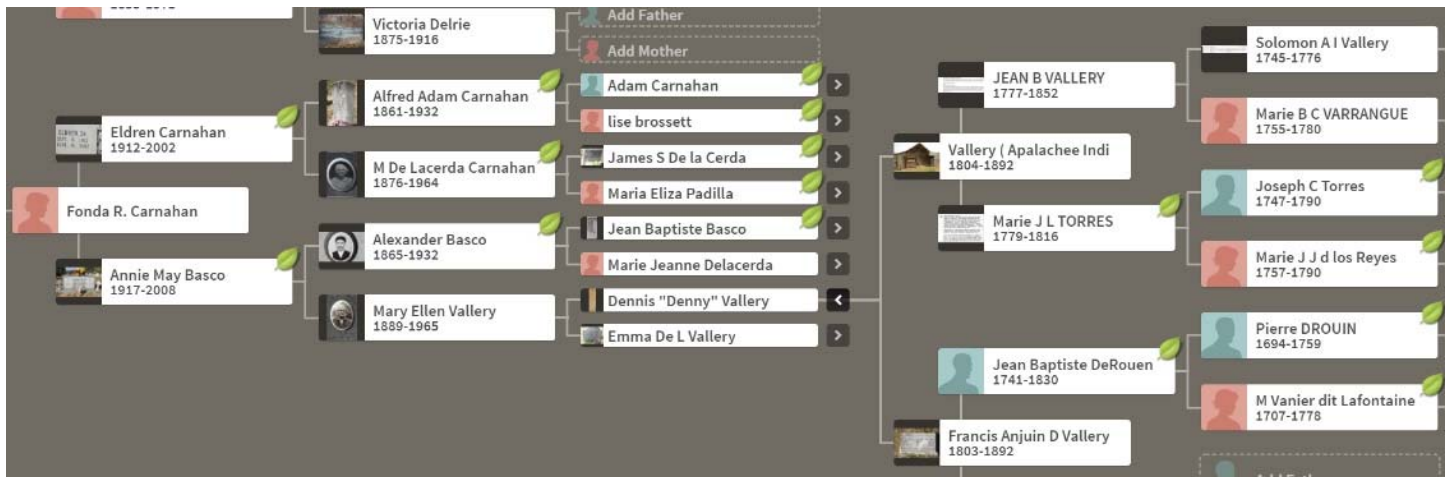 Victoria Delrie
1875-1916
Add Father
Add Mother
Alfred Adam Carnahan
1861-1932
Adam Carnahan
lise brossett
Eldren Carnahan
1912-2002
M De Lacerda Carnahan
1876-1964
James S De la Cerda
Maria Eliza Padilla
Fonda R. Carnahan
Alexander Basco
1865-1932
Jean Baptiste Basco
Marie Jeanne Delacerda
Annie May Basco
1917-2008
Mary Ellen Vallery
1889-1965
Dennis "Denny" Vallery
Emma De L Vallery
JEAN B VALLERY
1777-1852
Solomon A I Vallery
1745-1776
Marie B C VARRANGUE
1755-1780
Vallery ( Apalachee Indi
1804-1892
Marie J L TORRES
1779-1816
Joseph C Torres
1747-1790
Marie J J d los Reyes
1757-1790
Jean Baptiste DeRouen
1741-1830
Pierre DROUIN
1694-1759
M Vanier dit Lafontaine
1707-1778
Francis Anjuin D Vallery
1803-1892